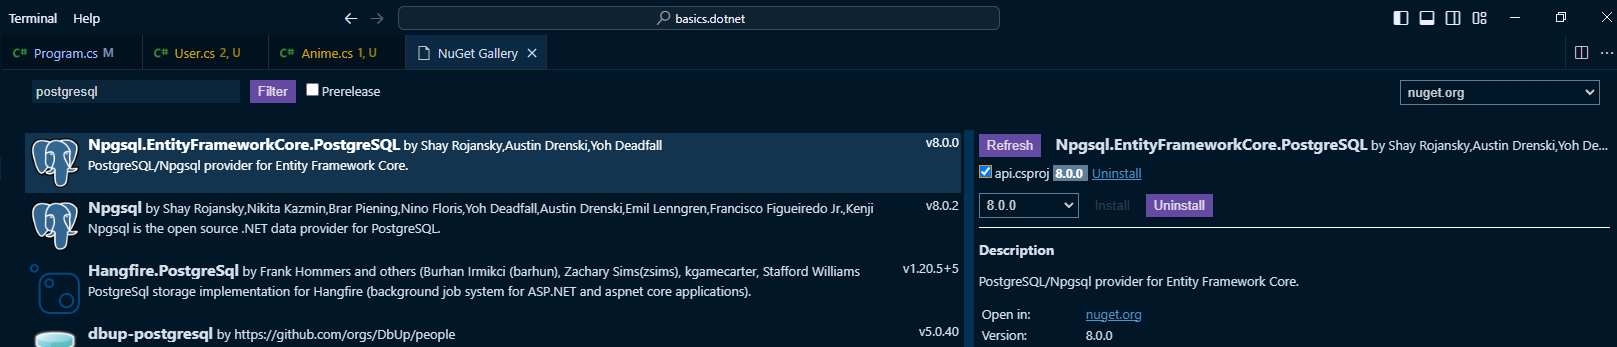 Terminal Help
basics.dotnet
C# Program.cs M
C# User.cs 2, U
C# Anime.cs 1, U
NuGet Gallery
postgresql
Filter
Prerelease
nuget.org
Npgsql.EntityFrameworkCore.PostgreSQL by Shay Rojansky,Austin Drenski,Yoh Deadfall v8.0.0
PostgreSQL/Npgsql provider for Entity Framework Core.
Npgsql by Shay Rojansky,Nikita Kazmin,Brar Piening,Nino Floris,Yoh Deadfall,Austin Drenski,Emil Lenngren,Francisco Figueiredo Jr.,Kenji v8.0.2
Npgsql is the open source .NET data provider for PostgreSQL.
Hangfire.PostgreSql by Frank Hommers and others (Burhan Irmikci (barhun), Zachary Sims(zsims), kgamecarter, Stafford Williams v1.20.5+5
PostgreSql storage implementation for Hangfire (background job system for ASP.NET and aspnet core applications).
dbup-postgresql by https://github.com/orgs/DbUp/people v5.0.40
Refresh Npgsql.EntityFrameworkCore.PostgreSQL by Shay Rojansky,Austin Drenski,Yoh De...
api.csproj 8.0.0 Uninstall
8.0.0 Install Uninstall
Description
PostgreSQL/Npgsql provider for Entity Framework Core.
Open in: nuget.org
Version: 8.0.0